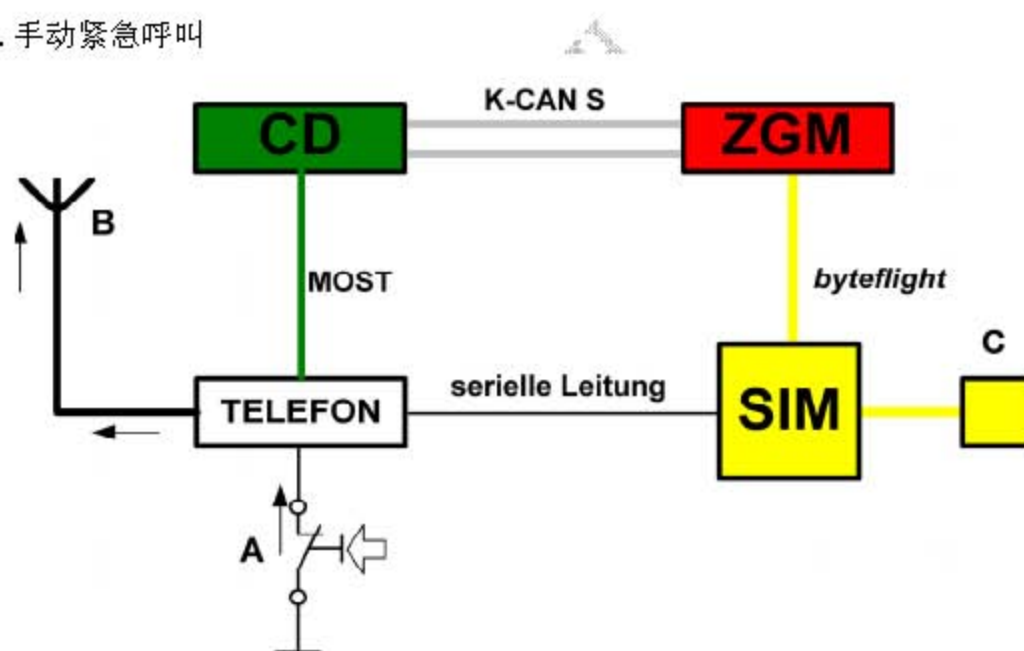 . 手动紧急呼叫
K-CAN S
CD
ZGM
B
MOST
byteflight
C
serielle Leitung
TELEFON
SIM
A